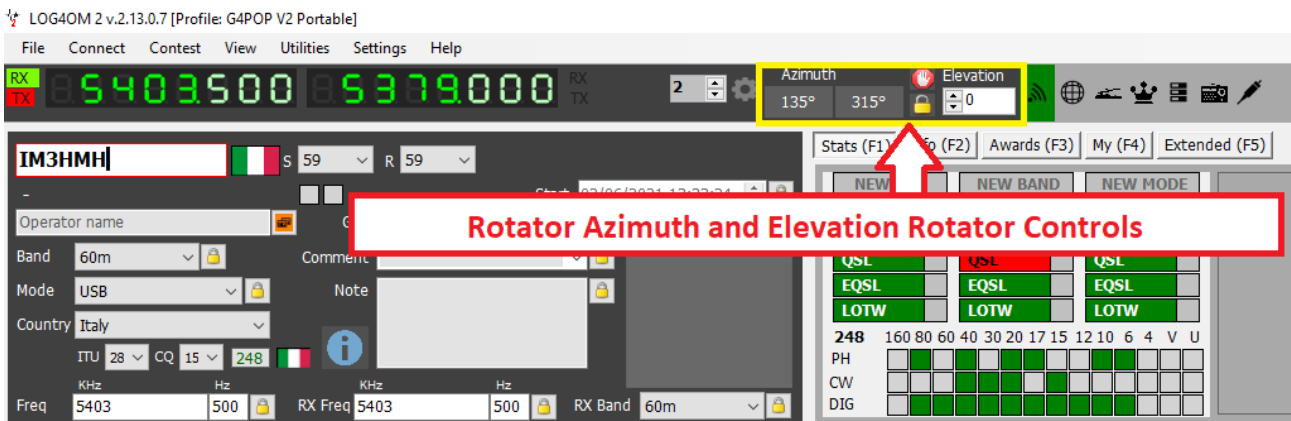 LOG4OM 2 v.2.13.0.7 [Profile: G4POP V2 Portable]
File Connect Contest View Utilities Settings Help
RX 5403.500 5379.000 RX
TX TX
2
Azimuth Elevation
135° 315° 0
IM3HMH S 59 R 59
Stats (F1) (F2) Awards (F3) My (F4) Extended (F5)
-
NEW NEW BAND NEW MODE
Operator name
Rotator Azimuth and Elevation Rotator Controls
Band 60m Comment
QSL QSL QSL
Mode USB Note
EQSL EQSL EQSL
Country Italy
LOTW LOTW LOTW
ITU 28 CQ 15 248
248 160 80 60 40 30 20 17 15 12 10 6 4 V U
PH
CW
DIG
KHz Hz KHz Hz
Freq 5403 500 RX Freq 5403 500 RX Band 60m